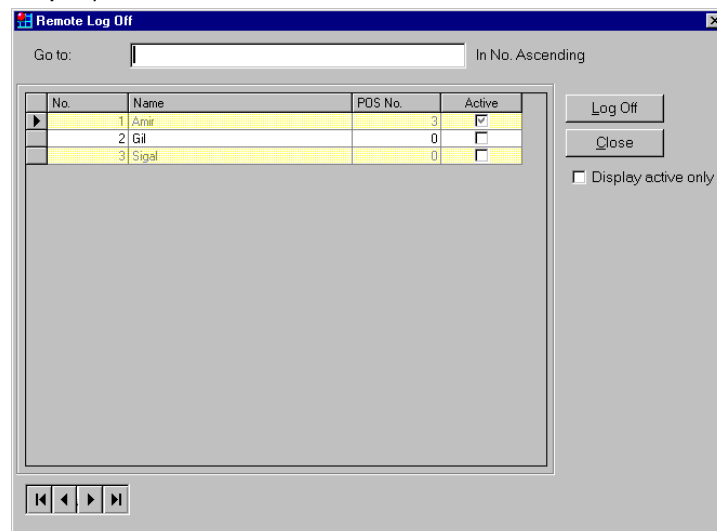 Remote Log Off
Go to: In No. Ascending
No. Name POS No. Active
1 Amir 3
2 Gil 0
3 Sigal 0
Log Off
Close
Display active only